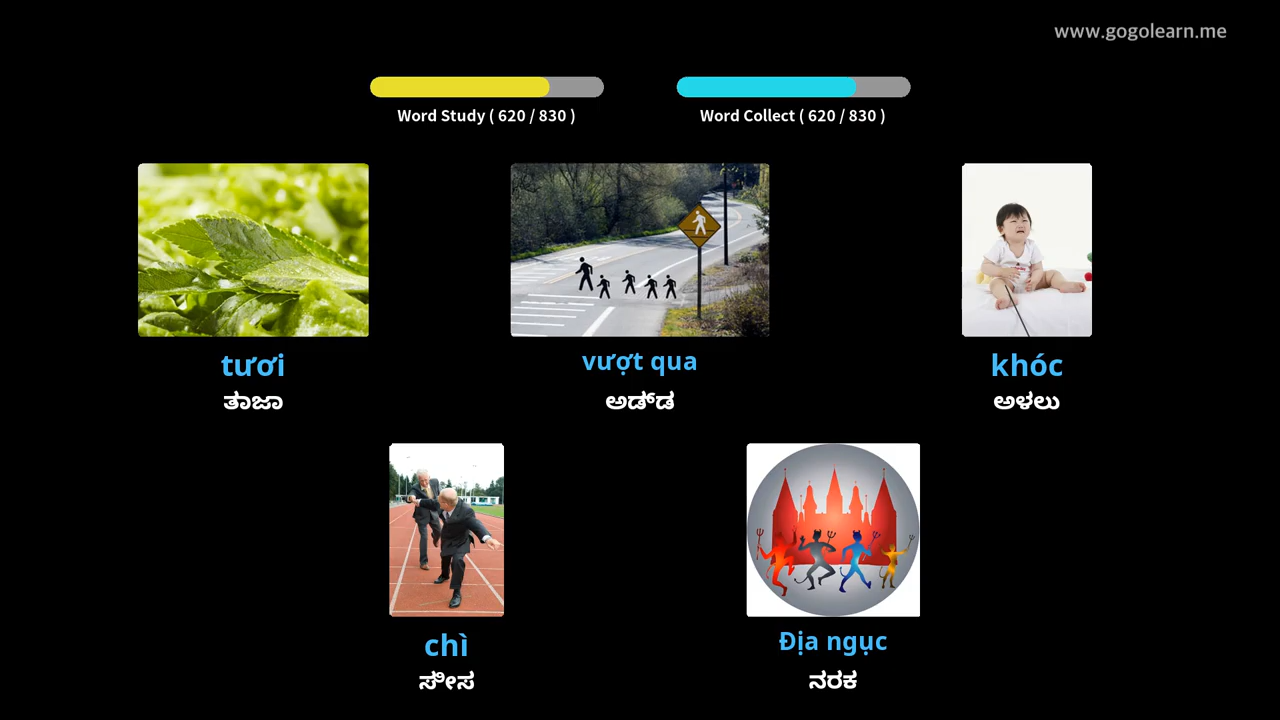 www.gogolearn.me
Word Study ( 620 / 830 )
Word Collect ( 620 / 830 )
tươi
vượt qua
khóc
ತಾಜಾ
ಅಡ್ಡ
ಅಳಲು
chì
Địa ngục
ಸೀಸ
ನರಕ